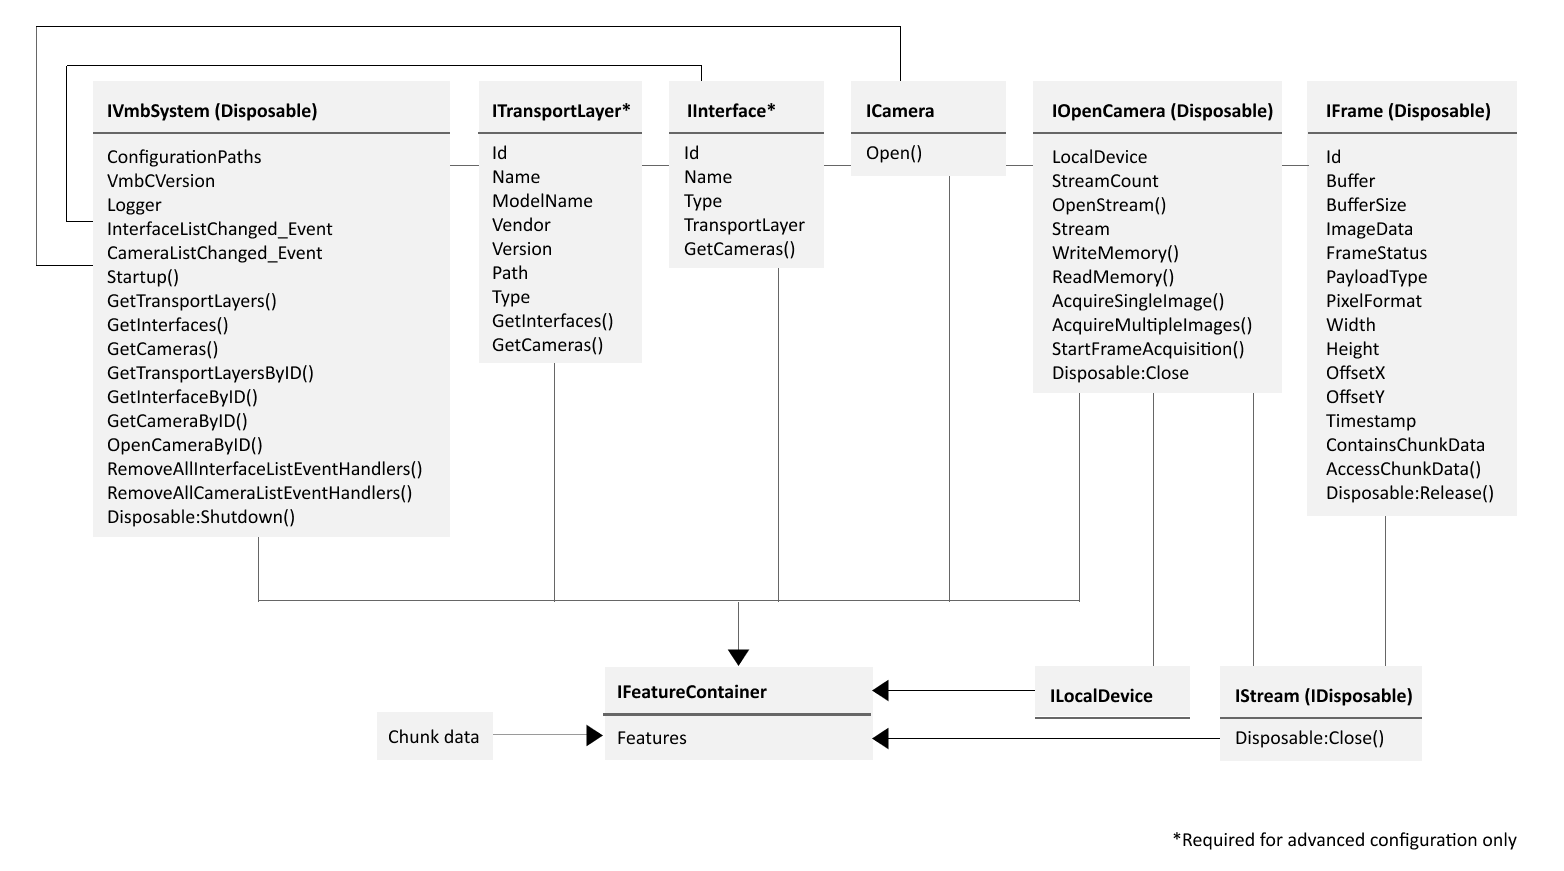 IVmbSystem (Disposable)
ConfigurationPaths
VmbCVersion
Logger
InterfaceListChanged_Event
CameraListChanged_Event
Startup()
GetTransportLayers()
GetInterfaces()
GetCameras()
GetTransportLayersByID()
GetInterfaceByID()
GetCameraByID()
OpenCameraByID()
RemoveAllInterfaceListEventHandlers()
RemoveAllCameraListEventHandlers()
Disposable:Shutdown()
ITransportLayer*
Id
Name
ModelName
Vendor
Version
Path
Type
GetInterfaces()
GetCameras()
IInterface*
Id
Name
Type
TransportLayer
GetCameras()
ICamera
Open()
IOpenCamera (Disposable)
LocalDevice
StreamCount
OpenStream()
Stream
WriteMemory()
ReadMemory()
AcquireSingleImage()
AcquireMultipleImages()
StartFrameAcquisition()
Disposable:Close
IFrame (Disposable)
Id
Buffer
BufferSize
ImageData
FrameStatus
PayloadType
PixelFormat
Width
Height
OffsetX
OffsetY
Timestamp
ContainsChunkData
AccessChunkData()
Disposable:Release()
Chunk data
IFeatureContainer
Features
ILocalDevice
IStream (IDisposable)
Disposable:Close()
*Required for advanced configuration only